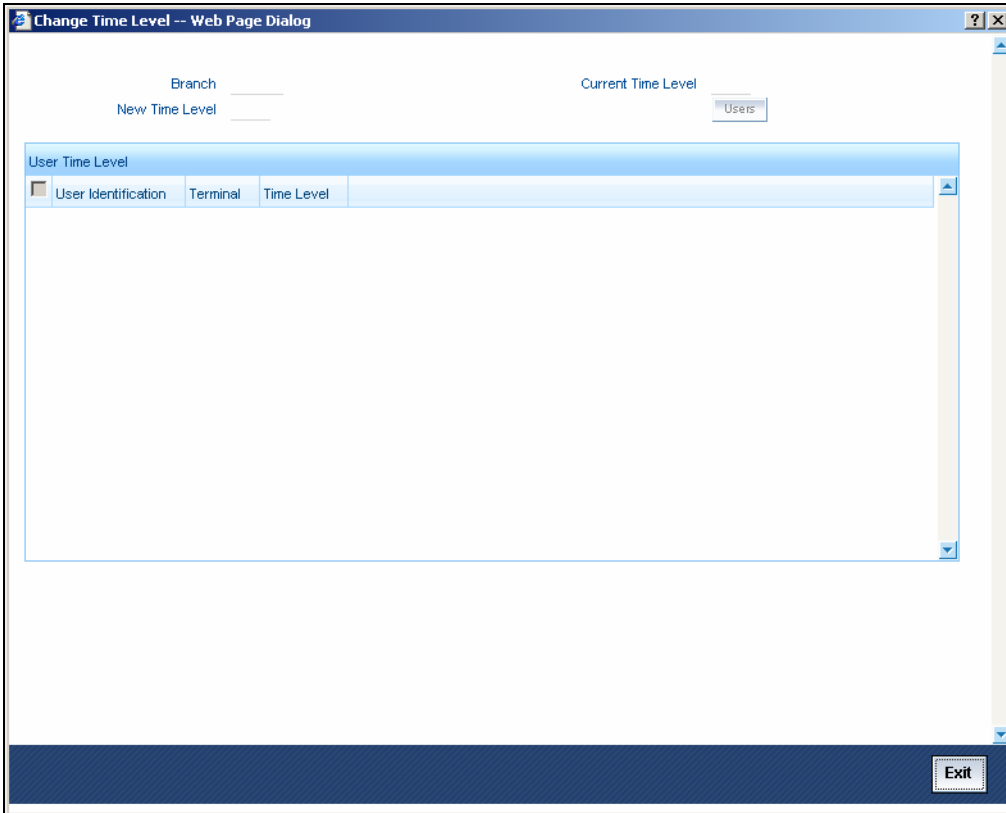 Change Time Level -- Web Page Dialog
Branch
Current Time Level
New Time Level
Users
User Time Level
User Identification Terminal Time Level
Exit